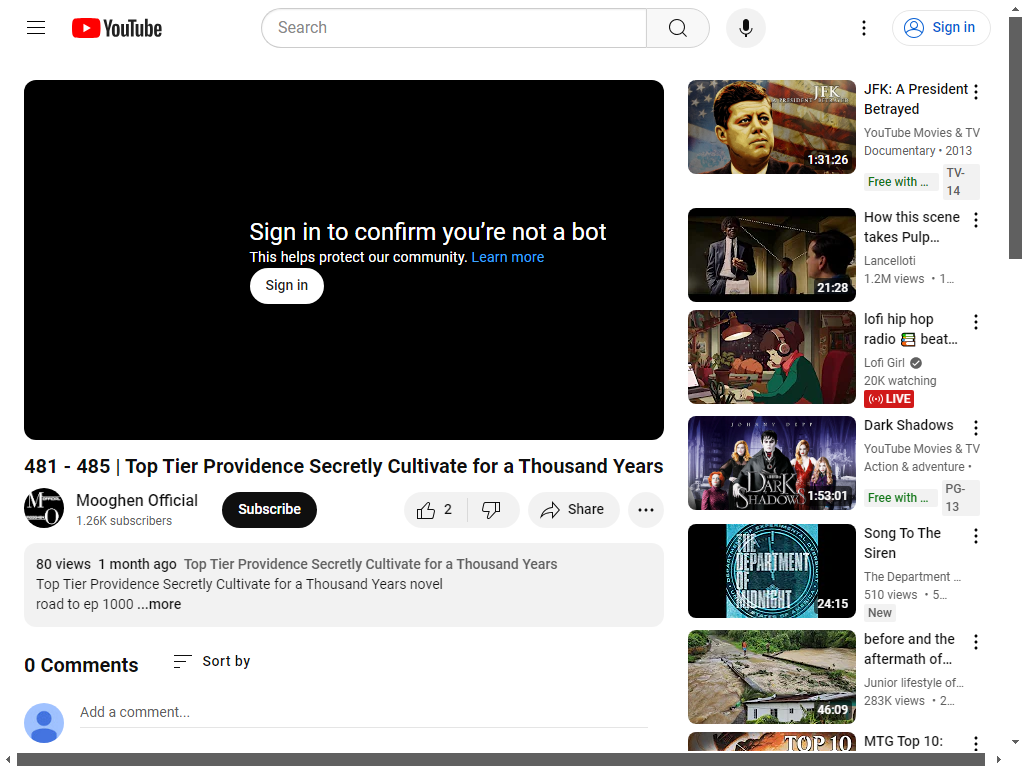 YouTube
Search
Sign in
Sign in to confirm you’re not a bot
This helps protect our community. Learn more
Sign in
481 - 485 | Top Tier Providence Secretly Cultivate for a Thousand Years
Mooghen Official
1.26K subscribers
Subscribe
2
Share
80 views 1 month ago Top Tier Providence Secretly Cultivate for a Thousand Years
Top Tier Providence Secretly Cultivate for a Thousand Years novel
road to ep 1000 ...more
0 Comments
Sort by
Add a comment...
JFK
A PRESIDENT BETRAYED
1:31:26
JFK: A President
Betrayed
YouTube Movies & TV
Documentary • 2013
Free with ...
TV-
14
21:28
How this scene
takes Pulp...
Lancelloti
1.2M views • 1...
lofi hip hop
radio 📚 beat...
Lofi Girl
20K watching
LIVE
JOHNNY DEPP
DARK
SHADOWS
1:53:01
Dark Shadows
YouTube Movies & TV
Action & adventure •
Free with ...
PG-
13
THE
DEPARTMENT
OF
MIDNIGHT
24:15
Song To The
Siren
The Department ...
510 views • 5...
New
46:09
before and the
aftermath of...
Junior lifestyle of...
283K views • 2...
TOP 10
MTG Top 10: